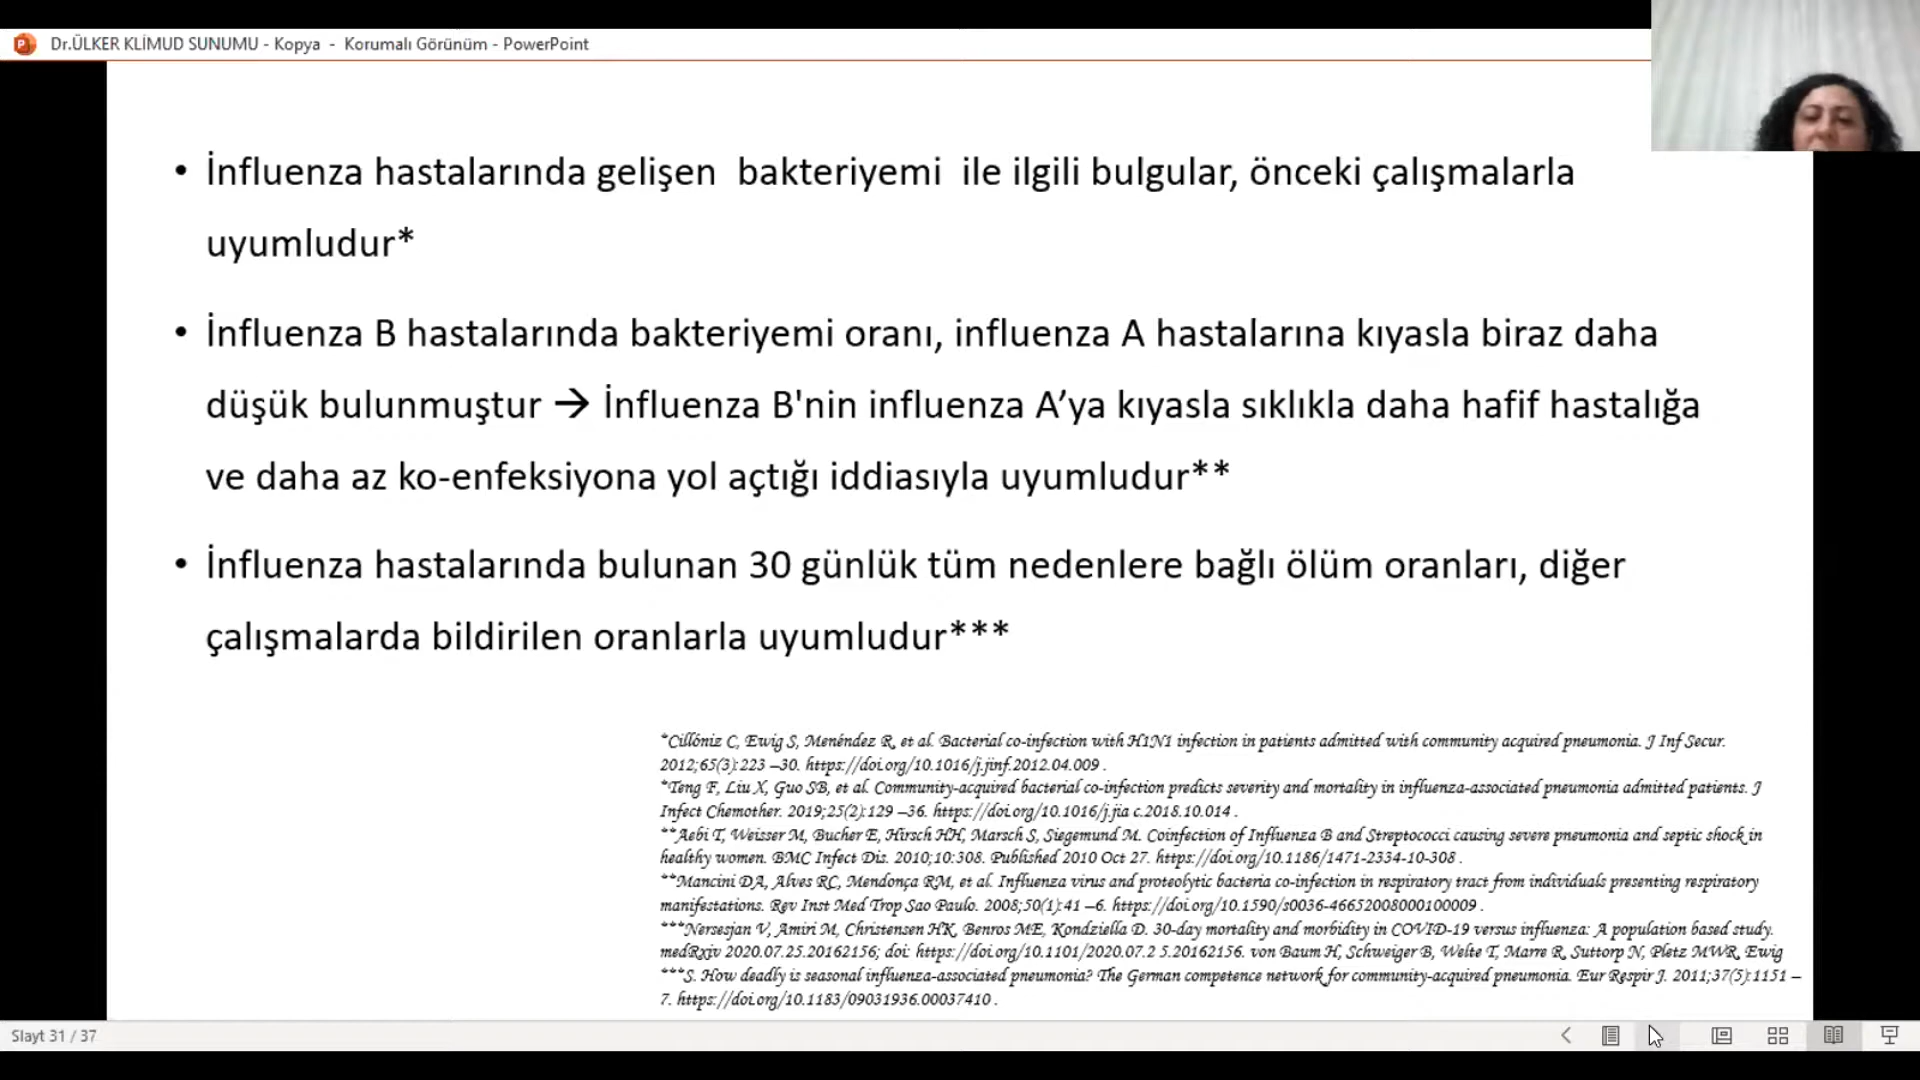 Dr.ÜLKER KLİMUD SUNUMU - Kopya - Korumalı Görünüm - PowerPoint
• İnfluenza hastalarında gelişen bakteriyemi ile ilgili bulgular, önceki çalışmalarla
uyumludur*
• İnfluenza B hastalarında bakteriyemi oranı, influenza A hastalarına kıyasla biraz daha
düşük bulunmuştur → İnfluenza B'nin influenza A’ya kıyasla sıklıkla daha hafif hastalığa
ve daha az ko-enfeksiyona yol açtığı iddiasıyla uyumludur**
• İnfluenza hastalarında bulunan 30 günlük tüm nedenlere bağlı ölüm oranları, diğer
çalışmalarda bildirilen oranlarla uyumludur***
*Cillóniz C, Ewig S, Menéndez R, et al. Bacterial co-infection with H1N1 infection in patients admitted with community acquired pneumonia. J Inf Secur.
2012;65(3):223 –30. https://doi.org/10.1016/j.jinf.2012.04.009 .
*Teng F, Liu X, Guo SB, et al. Community-acquired bacterial co-infection predicts severity and mortality in influenza-associated pneumonia admitted patients. J
Infect Chemother. 2019;25(2):129 –36. https://doi.org/10.1016/j.jia c.2018.10.014 .
**Aebi T, Weisser M, Bucher E, Hirsch HH, Marsch S, Siegemund M. Coinfection of Influenza B and Streptococci causing severe pneumonia and septic shock in
healthy women. BMC Infect Dis. 2010;10:308. Published 2010 Oct 27. https://doi.org/10.1186/1471-2334-10-308 .
**Mancini DA, Alves RC, Mendonça RM, et al. Influenza virus and proteolytic bacteria co-infection in respiratory tract from individuals presenting respiratory
manifestations. Rev Inst Med Trop Sao Paulo. 2008;50(1):41 –6. https://doi.org/10.1590/s0036-46652008000100009 .
***Nersesjan V, Amiri M, Christensen HK, Benros ME, Kondziella D. 30-day mortality and morbidity in COVID-19 versus influenza: A population based study.
medRxiv 2020.07.25.20162156; doi: https://doi.org/10.1101/2020.07.2 5.20162156. von Baum H, Schweiger B, Welte T, Marre R, Suttorp N, Pletz MWR, Ewig
***S. How deadly is seasonal influenza-associated pneumonia? The German competence network for community-acquired pneumonia. Eur Respir J. 2011;37(5):1151 –
7. https://doi.org/10.1183/09031936.00037410 .
Slayt 31 / 37